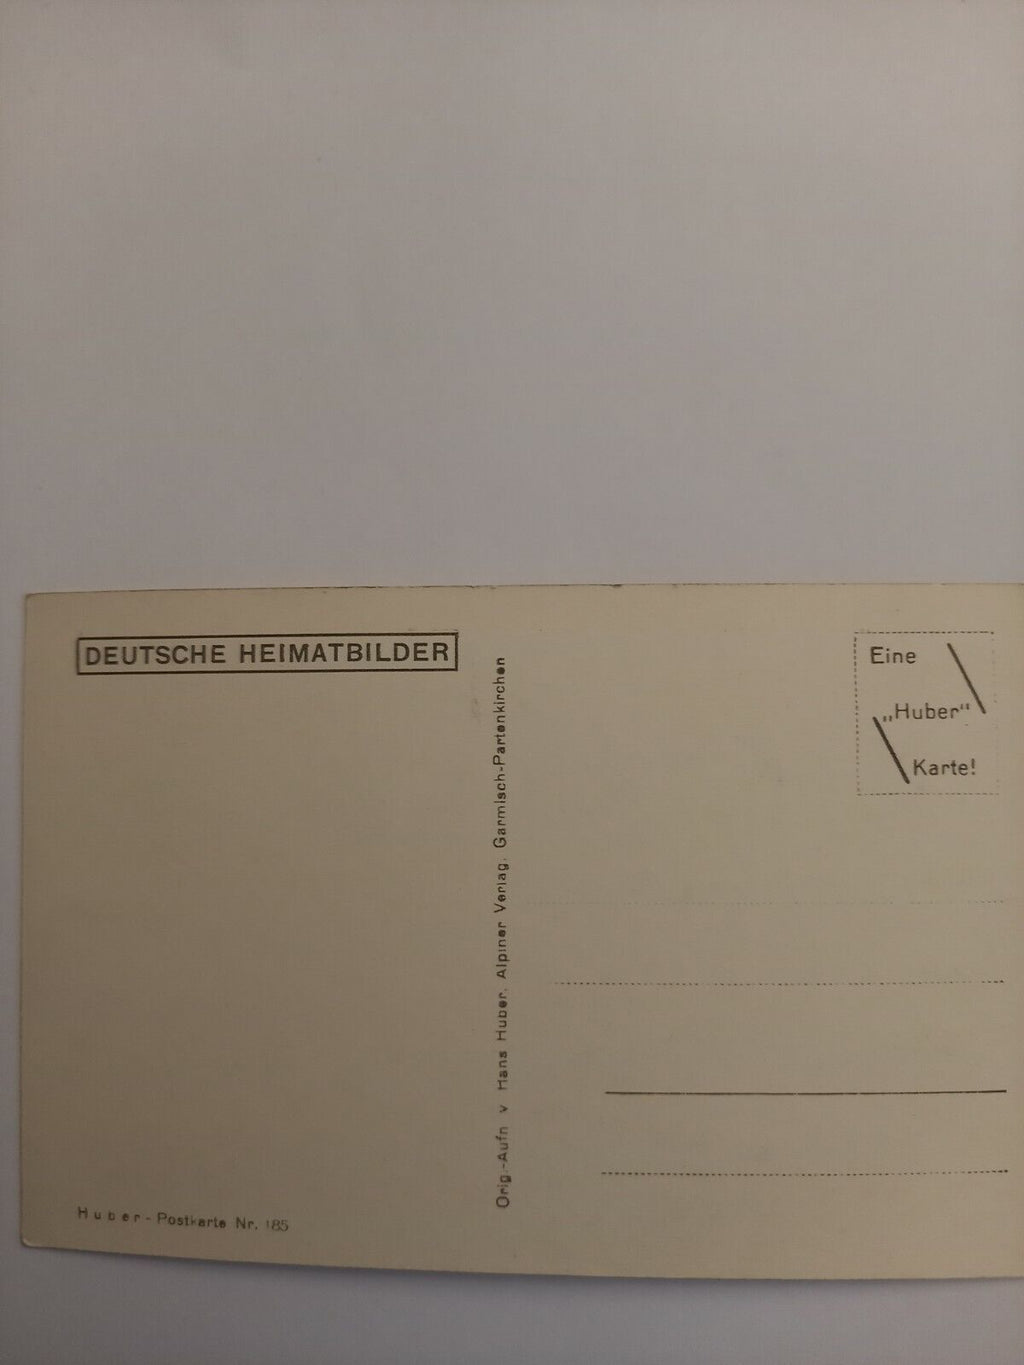 DEUTSCHE HEIMATBILDER
Orig.-Aufn v Hans Huber, Alpiner Verlag, Garmisch-Partenkirchen
Eine
„Huber“
Karte!
Huber-Postkarte Nr. 185